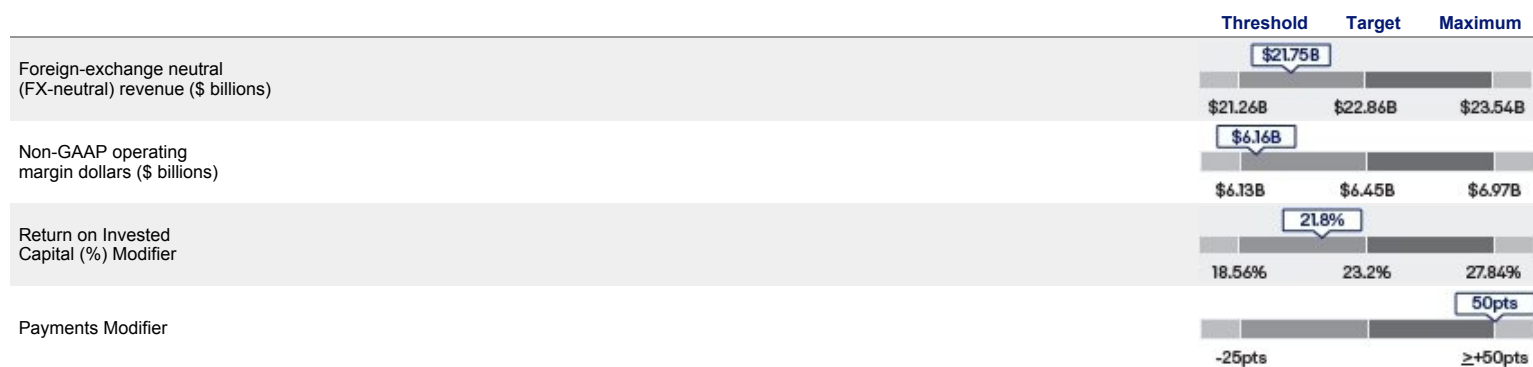 Threshold Target Maximum
Foreign-exchange neutral
(FX-neutral) revenue ($ billions)
$21.75B
$21.26B $22.86B $23.54B
Non-GAAP operating
margin dollars ($ billions)
$6.16B
$6.13B $6.45B $6.97B
Return on Invested
Capital (%) Modifier
21.8%
18.56% 23.2% 27.84%
Payments Modifier
50pts
-25pts ≥+50pts